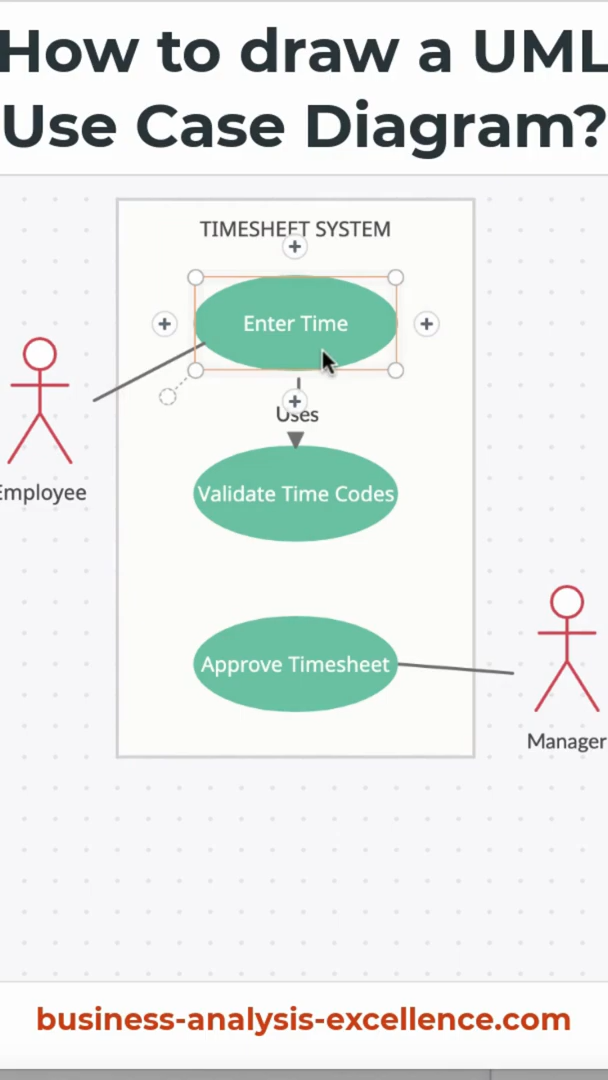 How to draw a UML
Use Case Diagram?
TIMESHEET SYSTEM
Enter Time
Uses
Validate Time Codes
Employee
Approve Timesheet
Manager
business-analysis-excellence.com